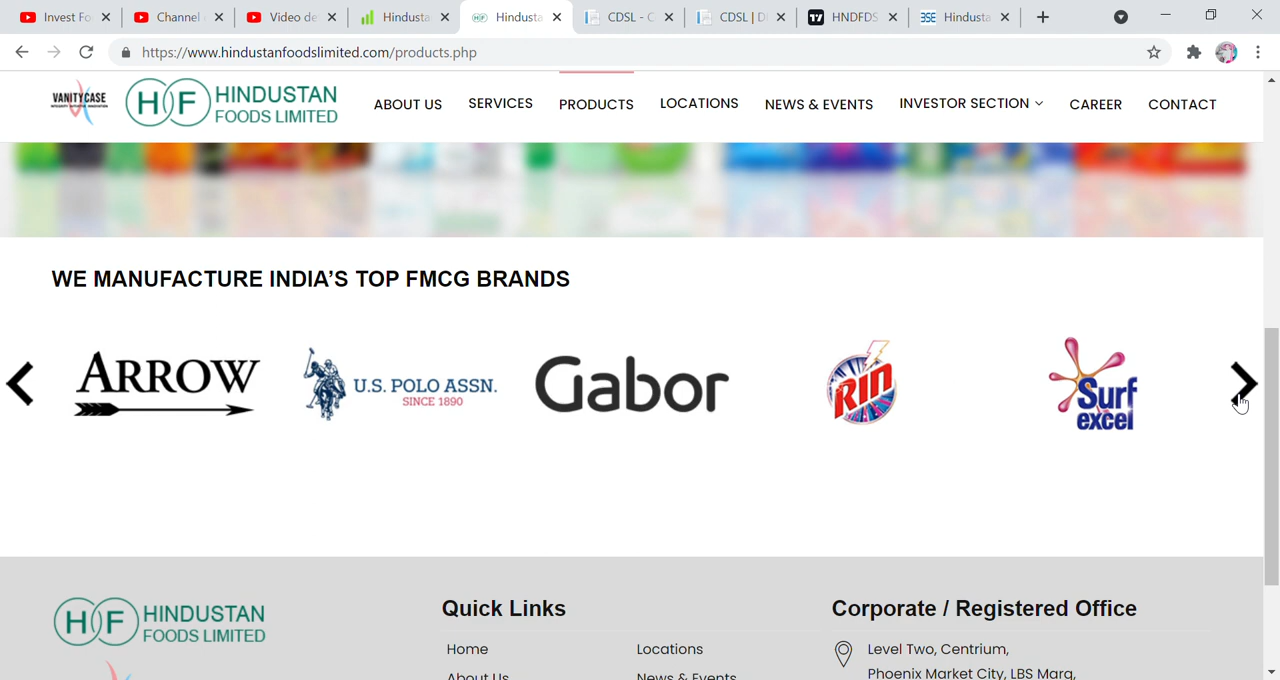 Invest Fo
Channel
Video de
Hindusta
Hindusta
CDSL - C
CDSL | D
HNDFDS
BSE Hindusta
https://www.hindustanfoodslimited.com/products.php
VANITYCASE
HF HINDUSTAN
FOODS LIMITED
ABOUT US
SERVICES
PRODUCTS
LOCATIONS
NEWS & EVENTS
INVESTOR SECTION
CAREER
CONTACT
WE MANUFACTURE INDIA’S TOP FMCG BRANDS
ARROW
U.S. POLO ASSN.
SINCE 1890
Gabor
RIN
Surf
excel
HF HINDUSTAN
FOODS LIMITED
Quick Links
Corporate / Registered Office
Home
Locations
Level Two, Centrium,
About Us
News & Events
Phoenix Market City, LBS Marg,